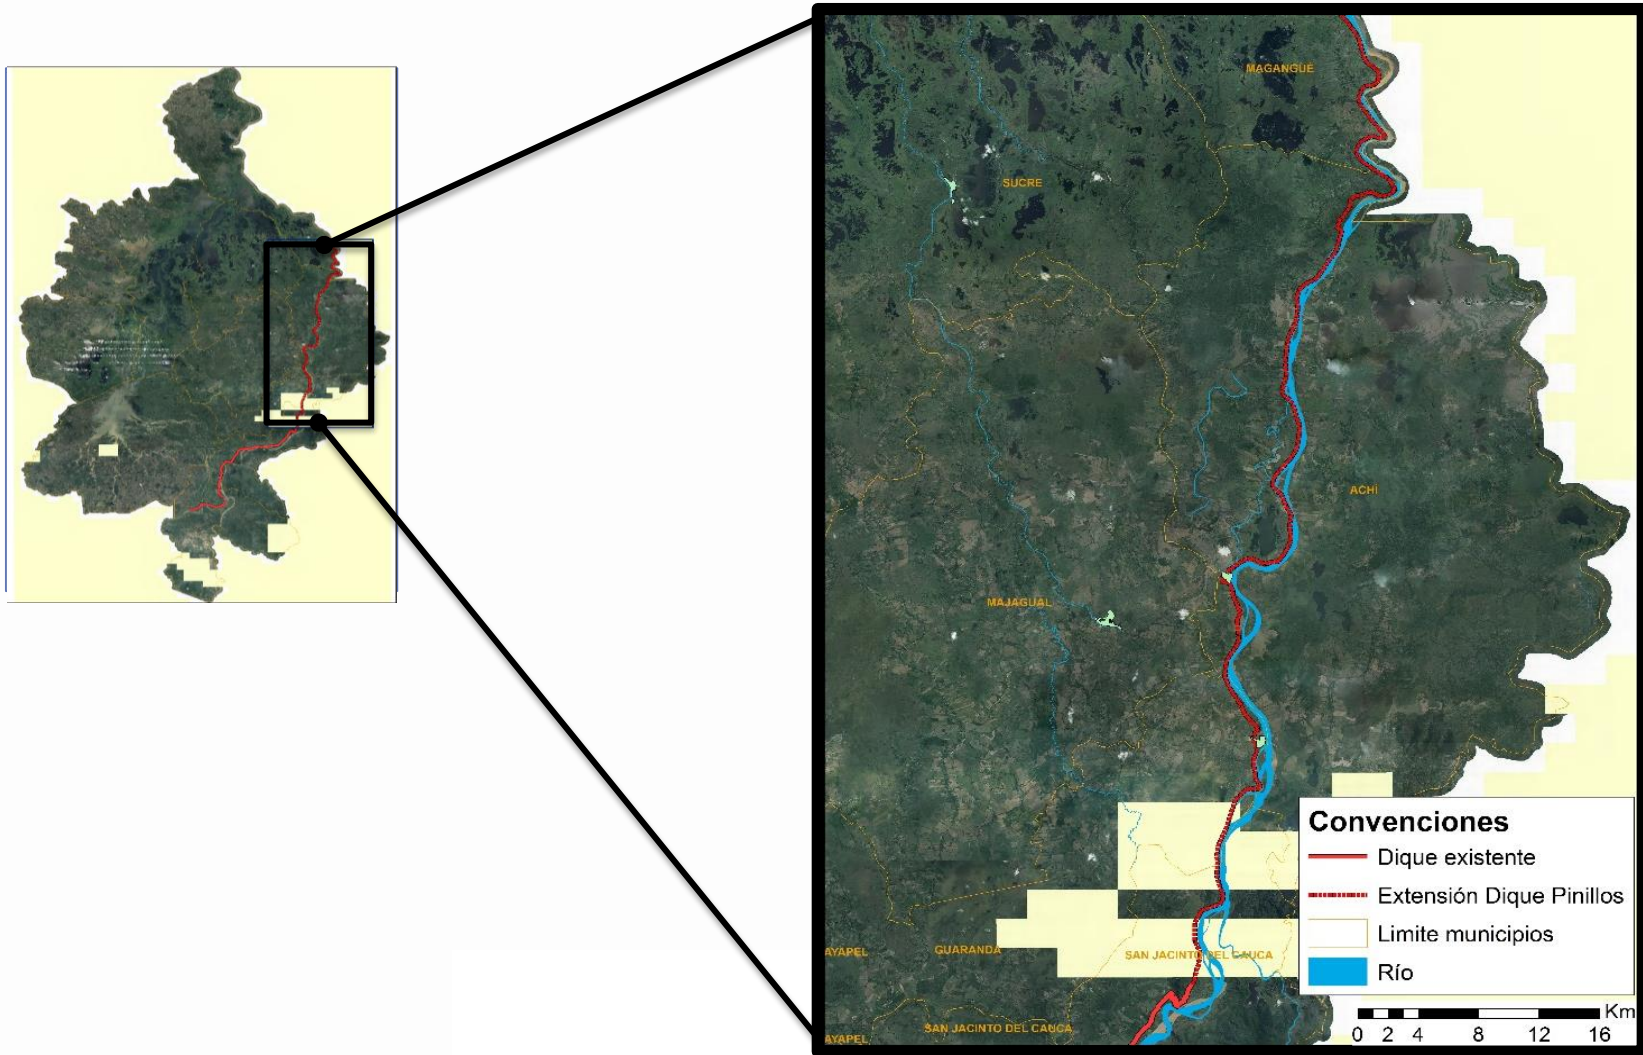 MAGANGUE
SUCRE
ACHÍ
MAJAGUAL
AYAPEL
GUARANDA
SAN JACINTO DEL CAUCA
SAN JACINTO DEL CAUCA
AYAPEL
Convenciones
Dique existente
Extensión Dique Pinillos
Limite municipios
Río
Km
0 2 4 8 12 16